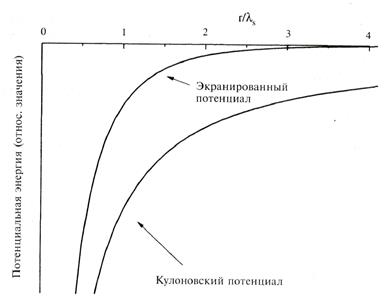 r/λs
0 1 2 3 4
Экранированный
потенциал
Потенциальная энергия (относ. значения)
Кулоновский потенциал